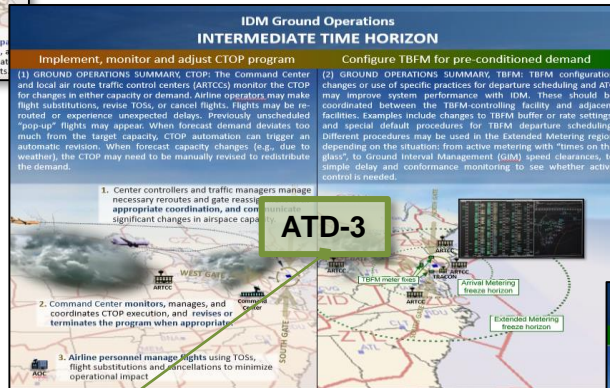 IDM Ground Operations
INTERMEDIATE TIME HORIZON
Implement, monitor and adjust CTOP program
(1) GROUND OPERATIONS SUMMARY, CTOP: The Command Center
and local air route traffic control centers (ARTCCs) monitor the CTOP
for changes in either capacity or demand. Airline operators may make
flight substitutions, revise TOSs, or cancel flights. Flights may be re-
routed or experience unexpected delays. Previously unscheduled
"pop-up" flights may appear. When forecast demand deviates too
much from the target capacity, CTOP automation can trigger an
automatic revision. When forecast capacity changes (e.g., due to
weather), the CTOP may need to be manually revised to redistribute
the demand.
1. Center controllers and traffic managers manage
necessary reroutes and gate
appropriate coordination, and
significant changes in airspace
WEST GATE
ARTCC
Command
Center
2. Command Center monitors, manages, and
coordinates CTOP execution, and revises or
terminates the program when appropriate
SOUTH GATE
3. Airline personnel manage flights using TOSs,
flight substitutions and cancellations to minimize
operational impact
AOC
ATD-3
Configure TBFM for pre-conditioned demand
(2) GROUND OPERATIONS SUMMARY, TBFM: TBFM
changes or use of specific practices for departure scheduling and
may improve system performance with IDM. These should
coordinated between the TBFM-controlling facility and
facilities. Examples include changes to TBFM buffer or rate
and special default procedures for TBFM departure
Different procedures may be used in the Extended Metering
depending on the situation: from active metering with "times on
glass", to Ground Interval Management (GIM) speed clearances,
simple delay and conformance monitoring to see whether
control is needed.
ARTCC
TBFM meter fixes
ARTCC
TRACON
ARTCC
Arrival Metering
freeze horizon
Extended Metering
freeze horizon
ZID
ATL